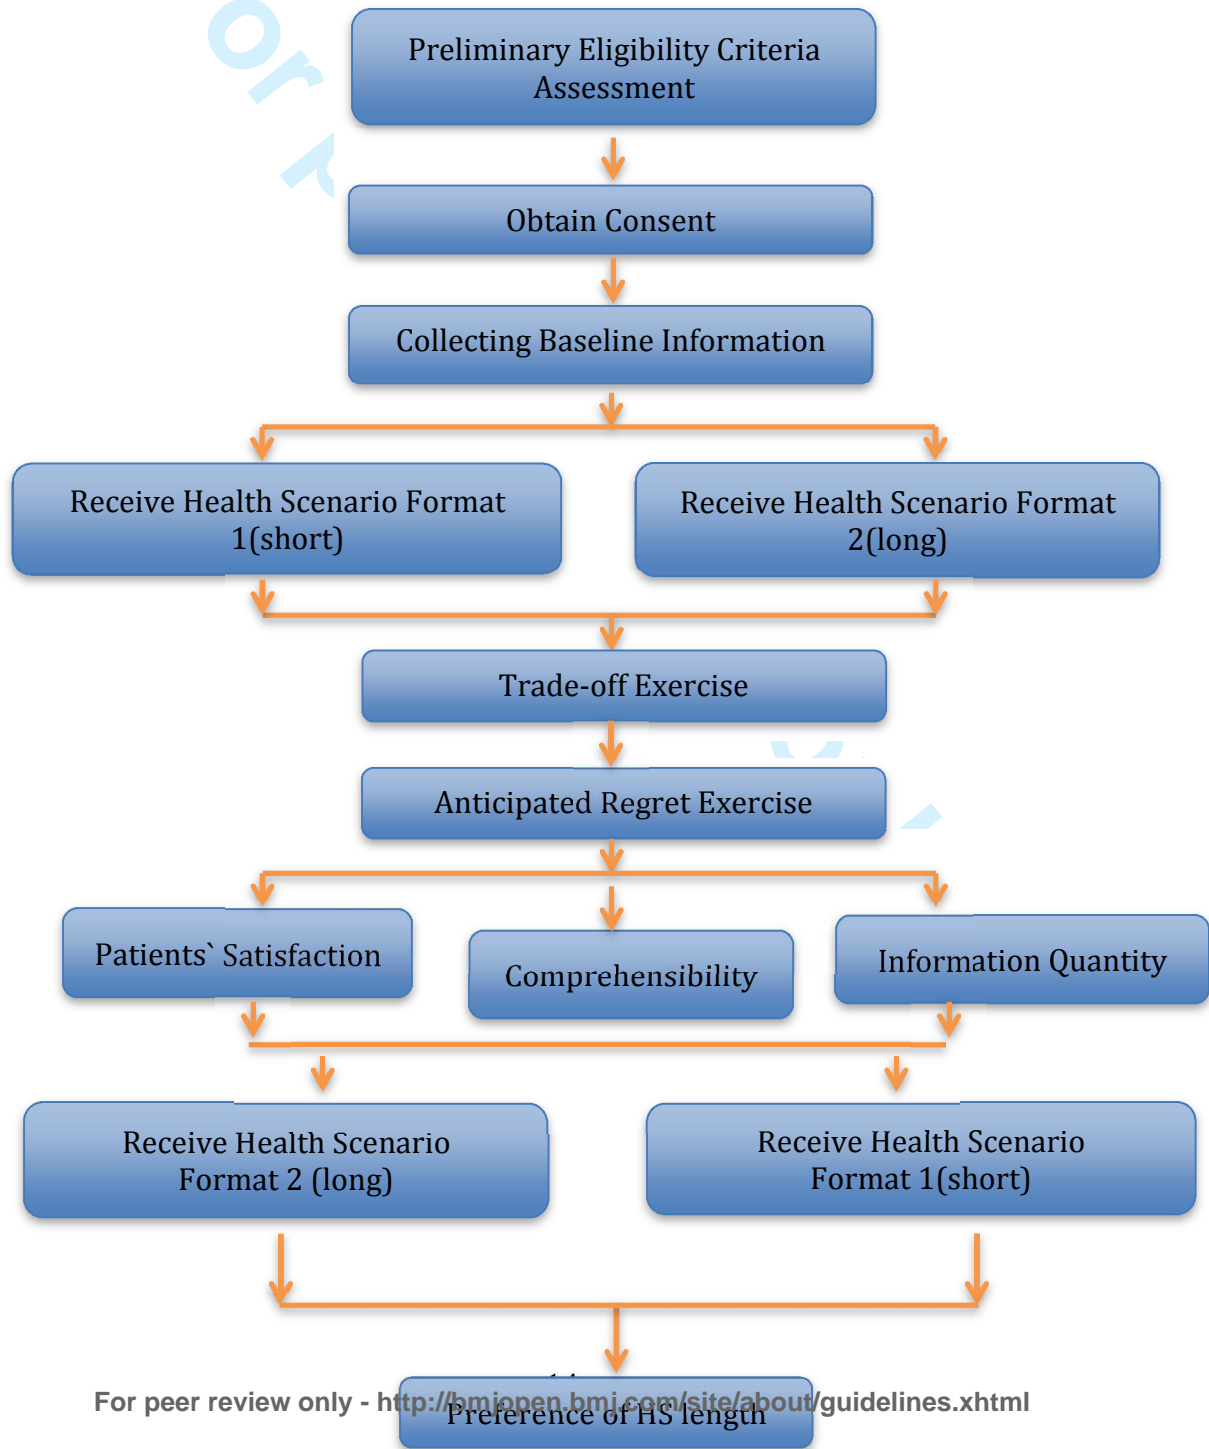 Preliminary Eligibility Criteria
Assessment
Obtain Consent
Collecting Baseline Information
Receive Health Scenario Format
1(short)
Receive Health Scenario Format
2(long)
Trade-off Exercise
Anticipated Regret Exercise
Patients` Satisfaction
Comprehensibility
Information Quantity
Receive Health Scenario
Format 2 (long)
Receive Health Scenario
Format 1(short)
Preference of HS length
For peer review only - http://bmjopen.bmj.com/site/about/guidelines.xhtml